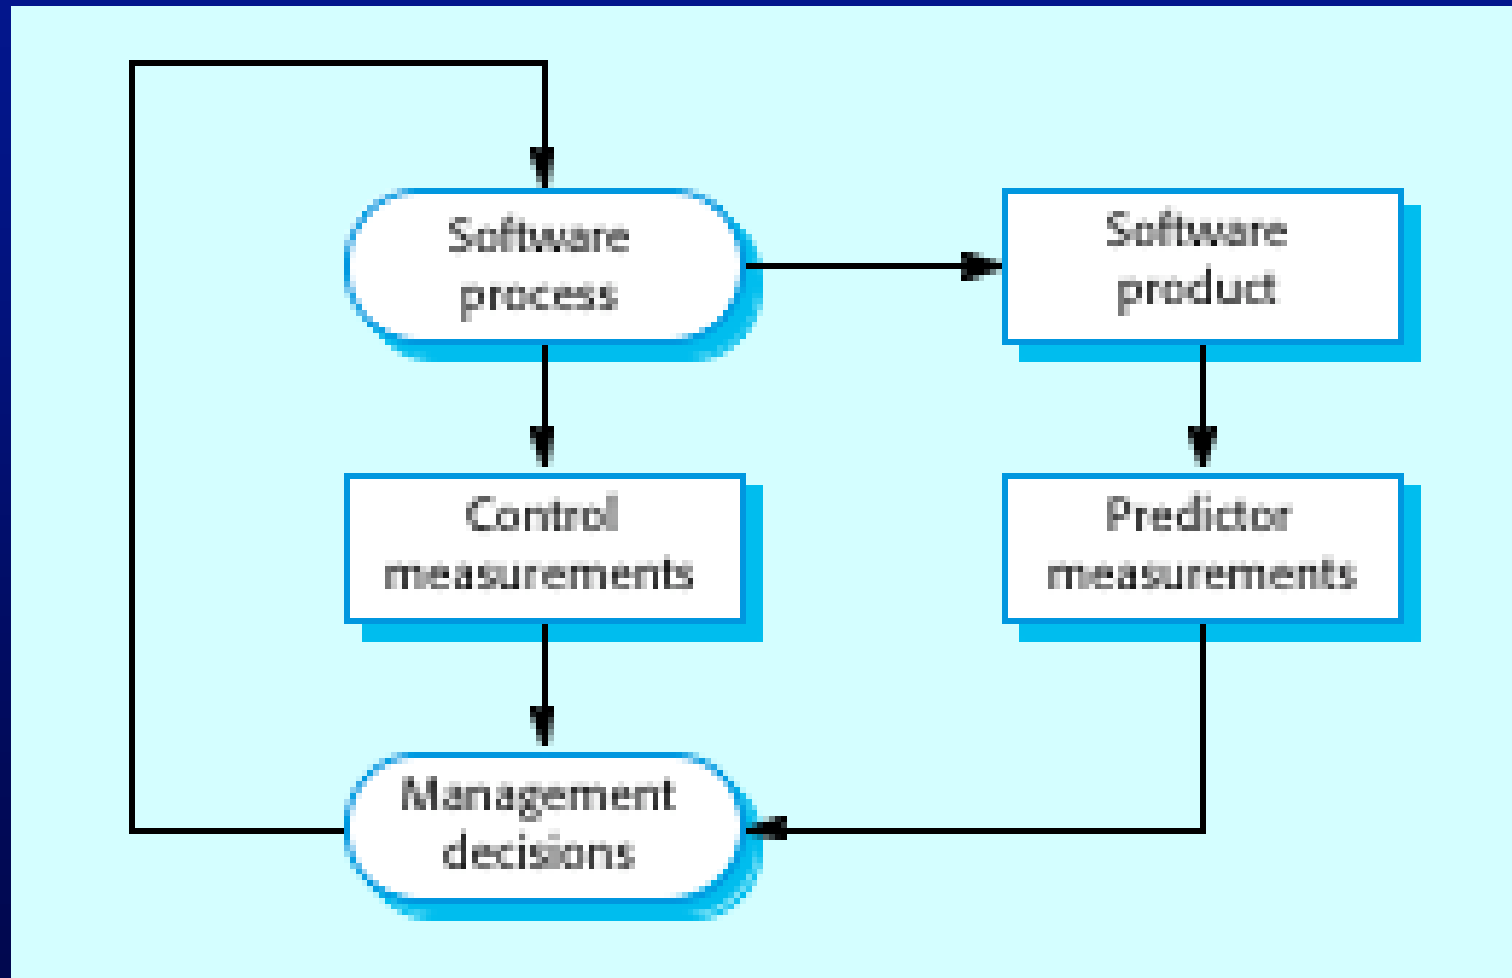 Software
process
Software
product
Control
measurements
Predictor
measurements
Management
decisions